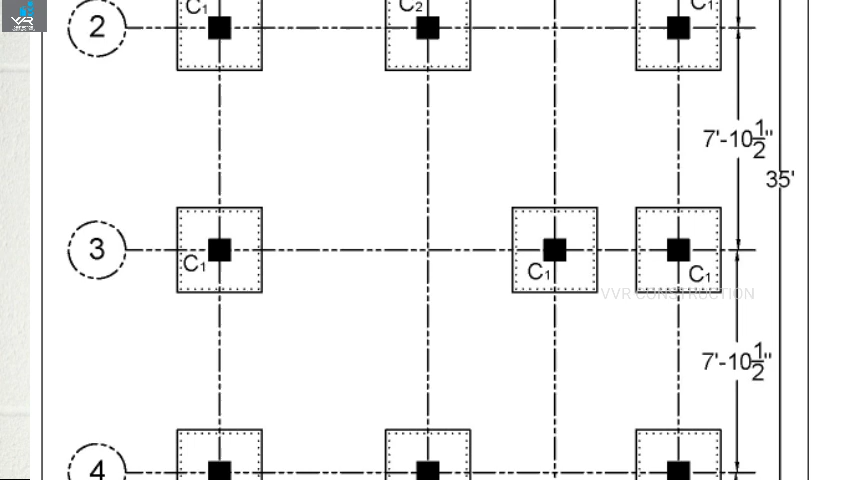 C₁
C₂
C₁
2
7'-10½"
35'
3
C₁
C₁
C₁
VVR CONSTRUCTION
7'-10½"
4